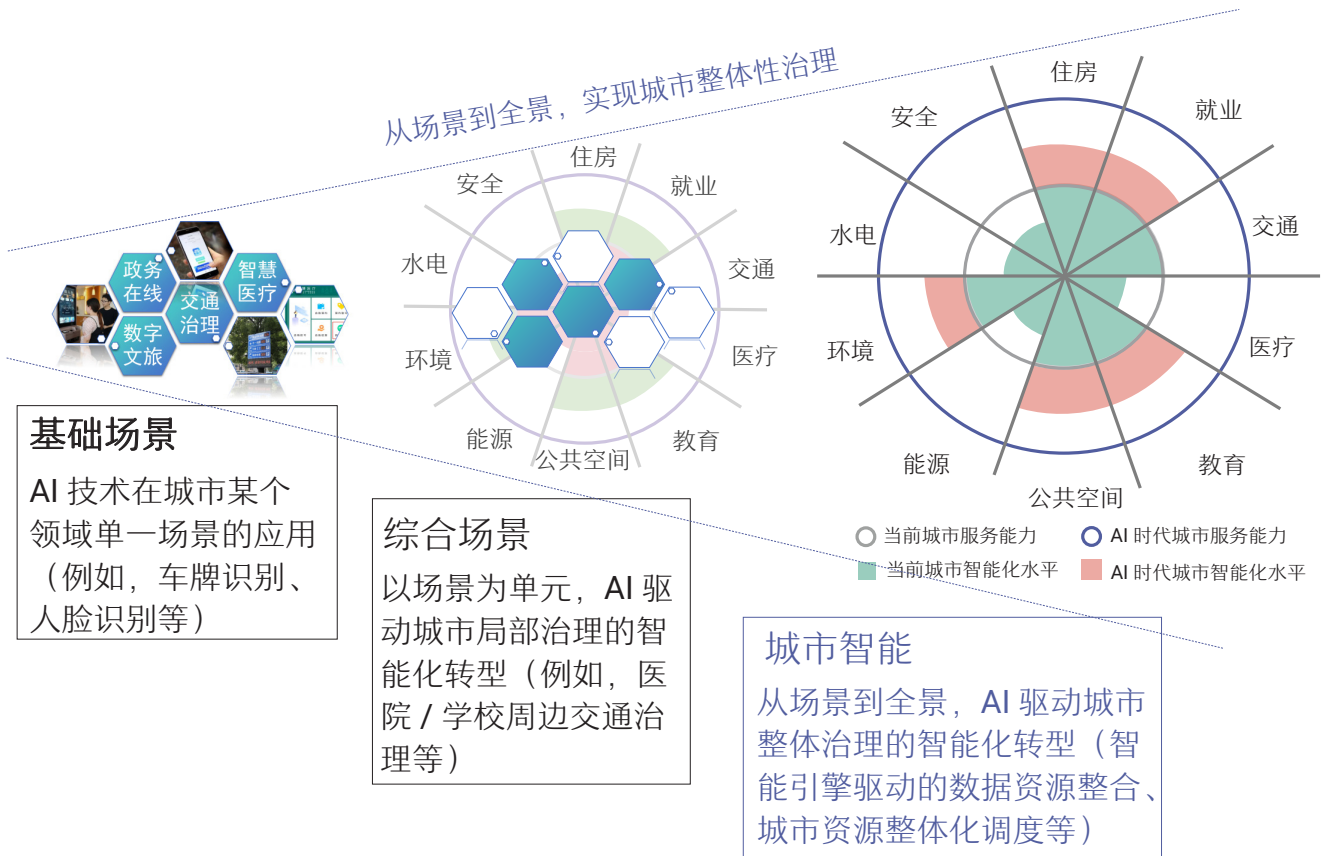 从场景到全景，实现城市整体性治理
政务
在线
交通
治理
智慧
医疗
数字
文旅
基础场景
AI 技术在城市某个
领域单一场景的应用
（例如，车牌识别、
人脸识别等）
住房
安全
就业
水电
交通
环境
医疗
能源
教育
公共空间
综合场景
以场景为单元，AI 驱
动城市局部治理的智
能化转型（例如，医
院 / 学校周边交通治
理等）
住房
安全
就业
水电
交通
环境
医疗
能源
教育
公共空间
当前城市服务能力
AI 时代城市服务能力
当前城市智能化水平
AI 时代城市智能化水平
城市智能
从场景到全景，AI 驱动城市
整体治理的智能化转型（智
能引擎驱动的数据资源整合、
城市资源整体化调度等）